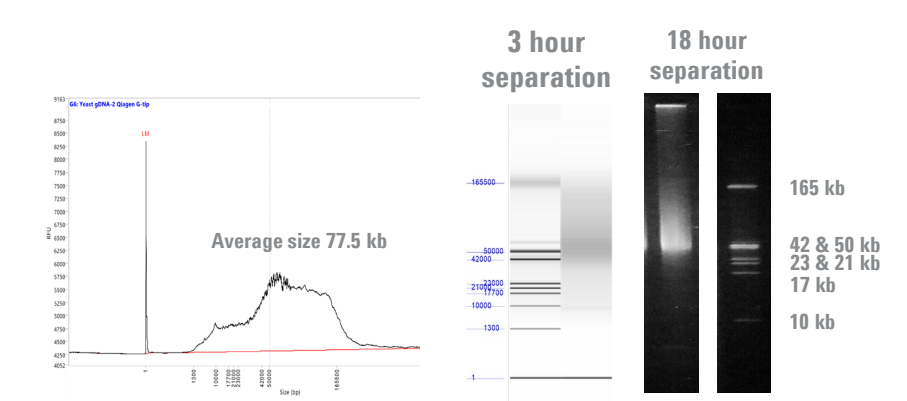 3 hour
separation
18 hour
separation
G6: Yeast gDNA-2 Qiagen G-tip
LM
Average size 77.5 kb
RFU
9163
8750
8500
8250
8000
7750
7500
7250
7000
6750
6500
6250
6000
5750
5500
5250
5000
4750
4500
4250
4052
1
1300
10000
17700
21000
23000
42000
50000
165500
Size (bp)
165500
50000
42000
23000
21000
17700
10000
1300
1
165 kb
42 & 50 kb
23 & 21 kb
17 kb
10 kb